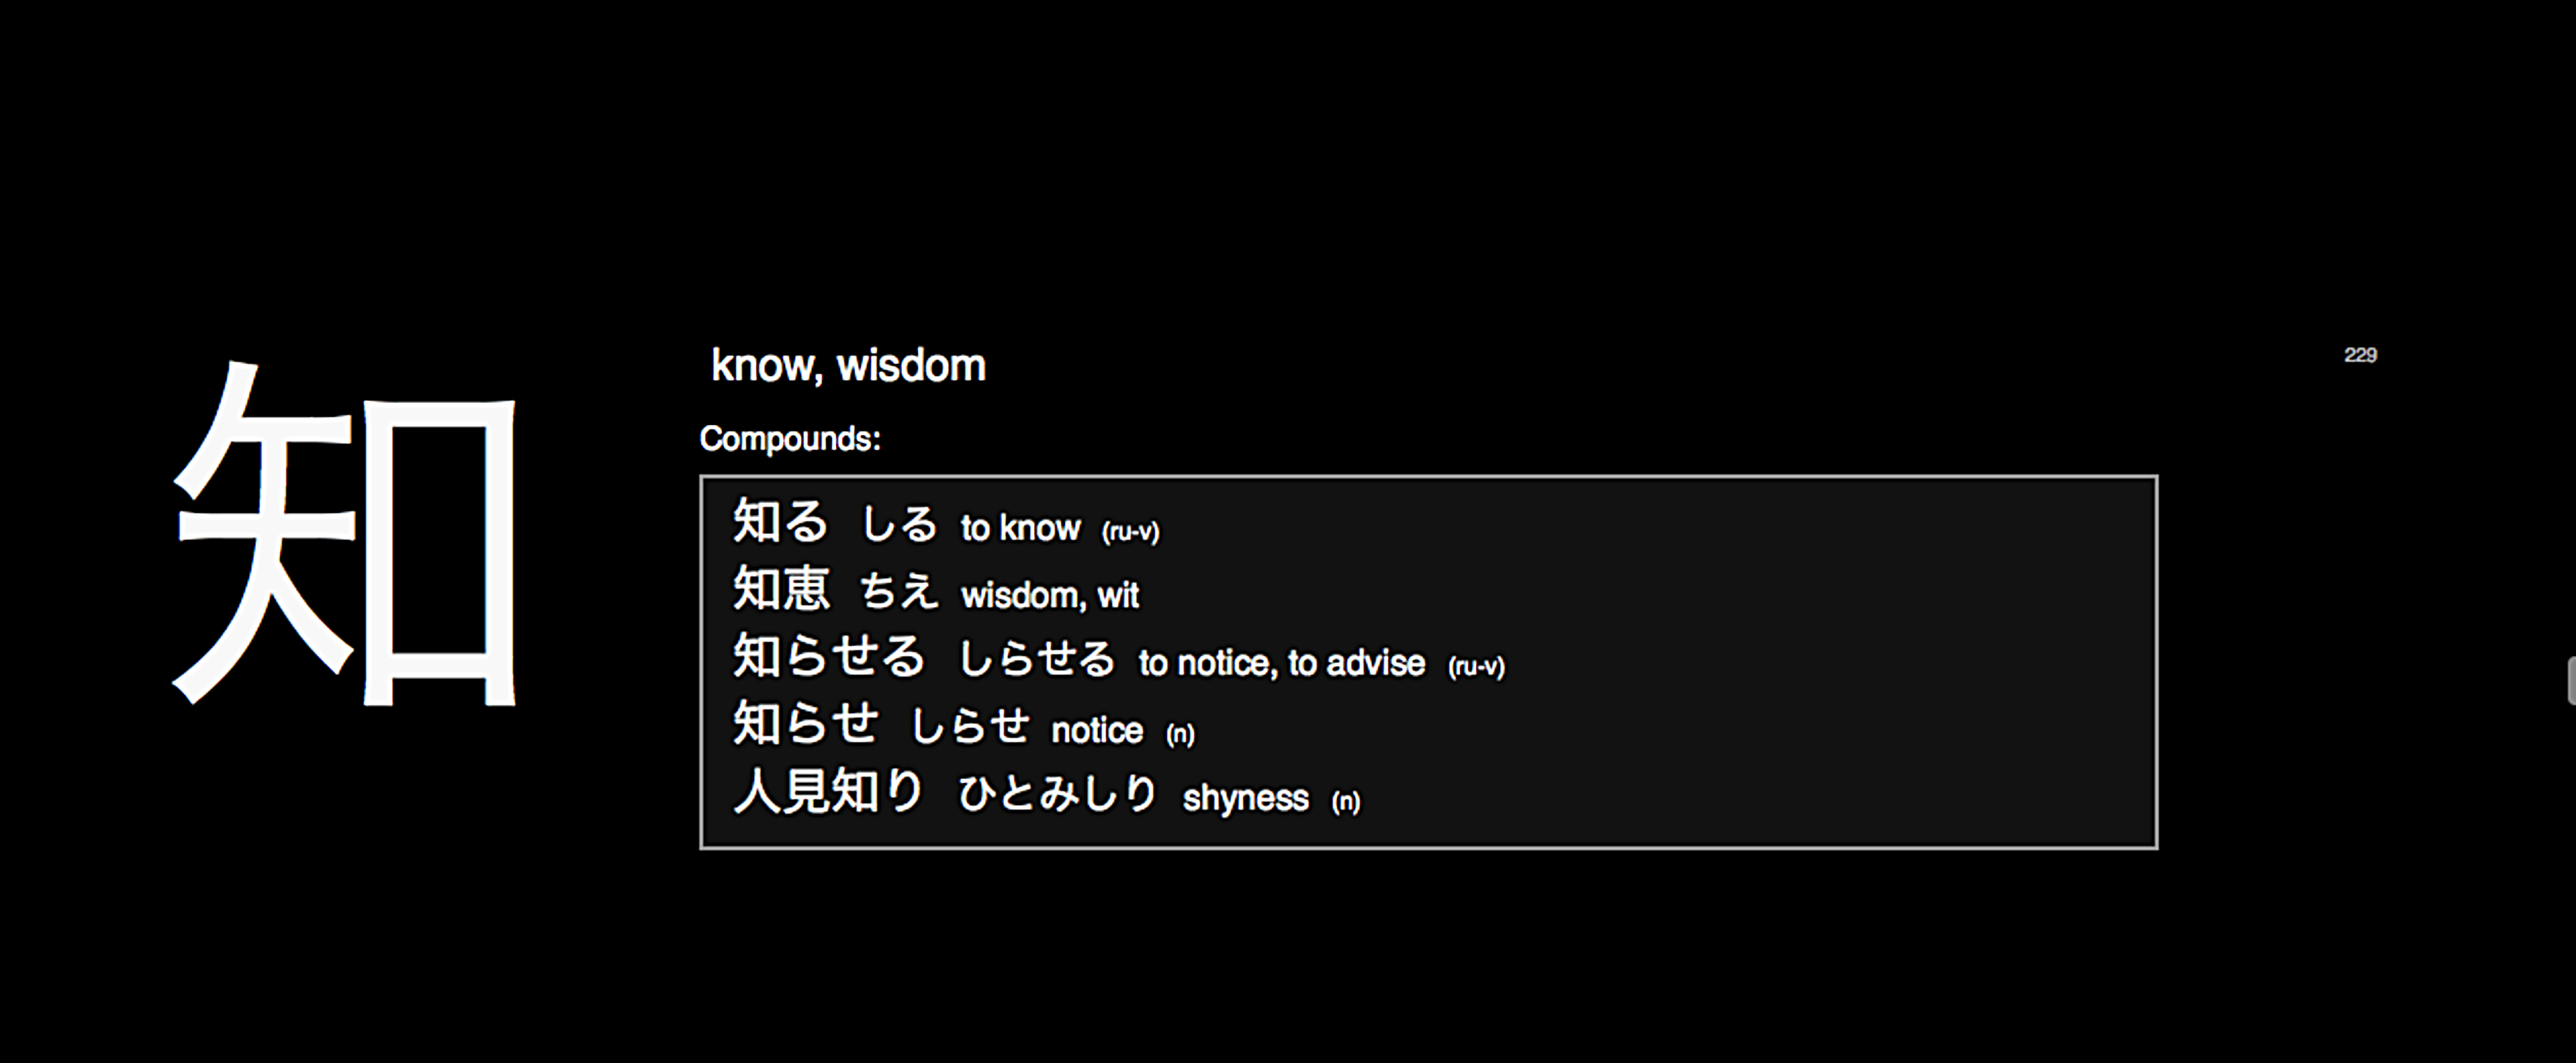 知
know, wisdom
229
Compounds:
知る しる to know (ru-v)
知恵 ちえ wisdom, wit
知らせる しらせる to notice, to advise (ru-v)
知らせ しらせ notice (n)
人見知り ひとみしり shyness (n)